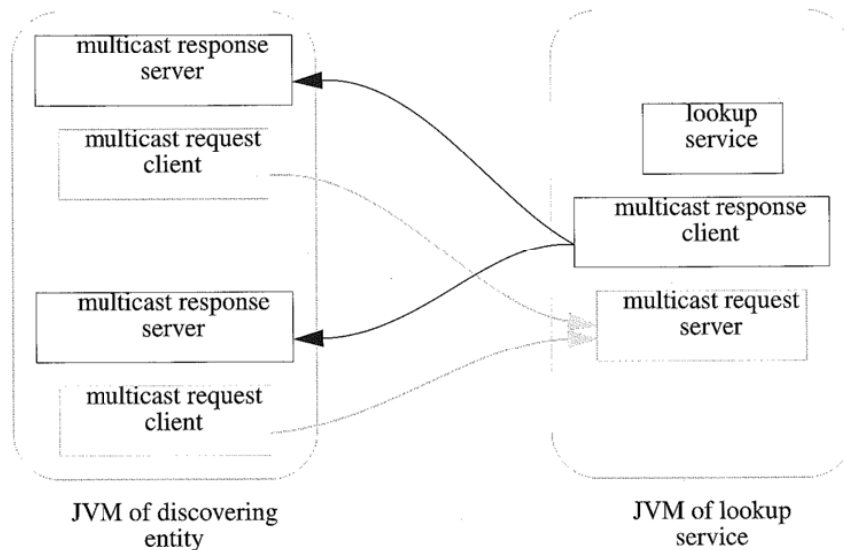 multicast response
server
multicast request
client
multicast response
server
multicast request
client
JVM of discovering
entity
lookup
service
multicast response
client
multicast request
server
JVM of lookup
service